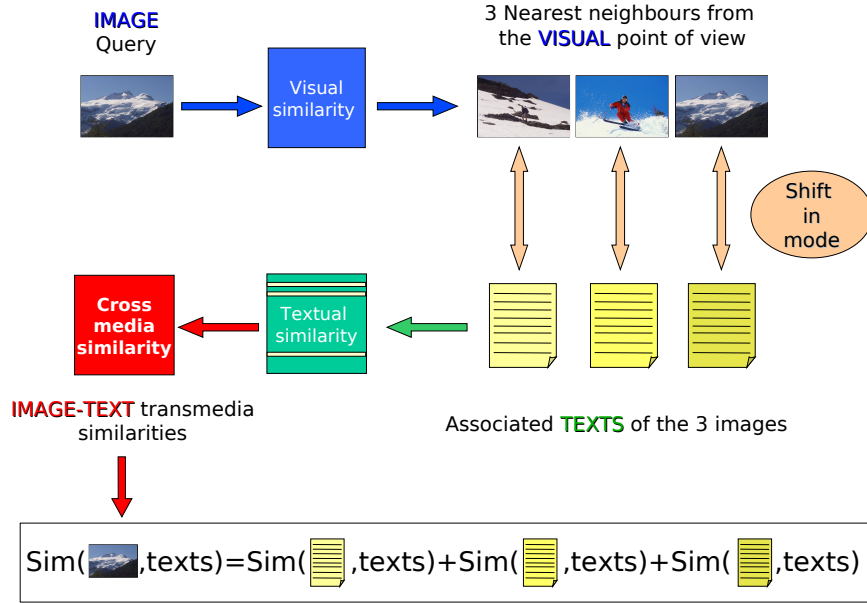 IMAGE
Query
3 Nearest neighbours from
the VISUAL point of view
Visual
similarity
Shift
in
mode
Cross
media
similarity
Textual
similarity
IMAGE-TEXT transmedia
similarities
Associated TEXTS of the 3 images
Sim( ,texts)=Sim( ,texts)+Sim( ,texts)+Sim( ,texts)